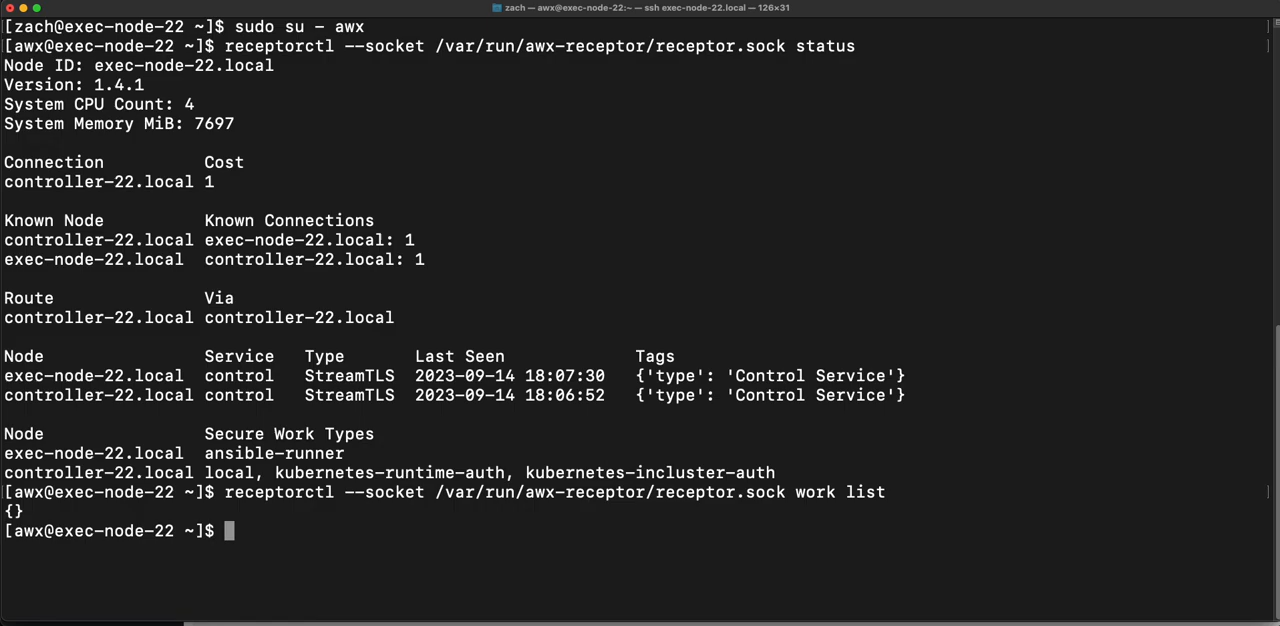 zach — awx@exec-node-22:~ — ssh exec-node-22.local — 126×31
[zach@exec-node-22 ~]$ sudo su - awx
[awx@exec-node-22 ~]$ receptorctl --socket /var/run/awx-receptor/receptor.sock status
Node ID: exec-node-22.local
Version: 1.4.1
System CPU Count: 4
System Memory MiB: 7697
Connection          Cost
controller-22.local 1
Known Node          Known Connections
controller-22.local exec-node-22.local: 1
exec-node-22.local  controller-22.local: 1
Route               Via
controller-22.local controller-22.local
Node                Service   Type       Last Seen             Tags
exec-node-22.local  control   StreamTLS  2023-09-14 18:07:30   {'type': 'Control Service'}
controller-22.local control   StreamTLS  2023-09-14 18:06:52   {'type': 'Control Service'}
Node                Secure Work Types
exec-node-22.local  ansible-runner
controller-22.local local, kubernetes-runtime-auth, kubernetes-incluster-auth
[awx@exec-node-22 ~]$ receptorctl --socket /var/run/awx-receptor/receptor.sock work list
{}
[awx@exec-node-22 ~]$